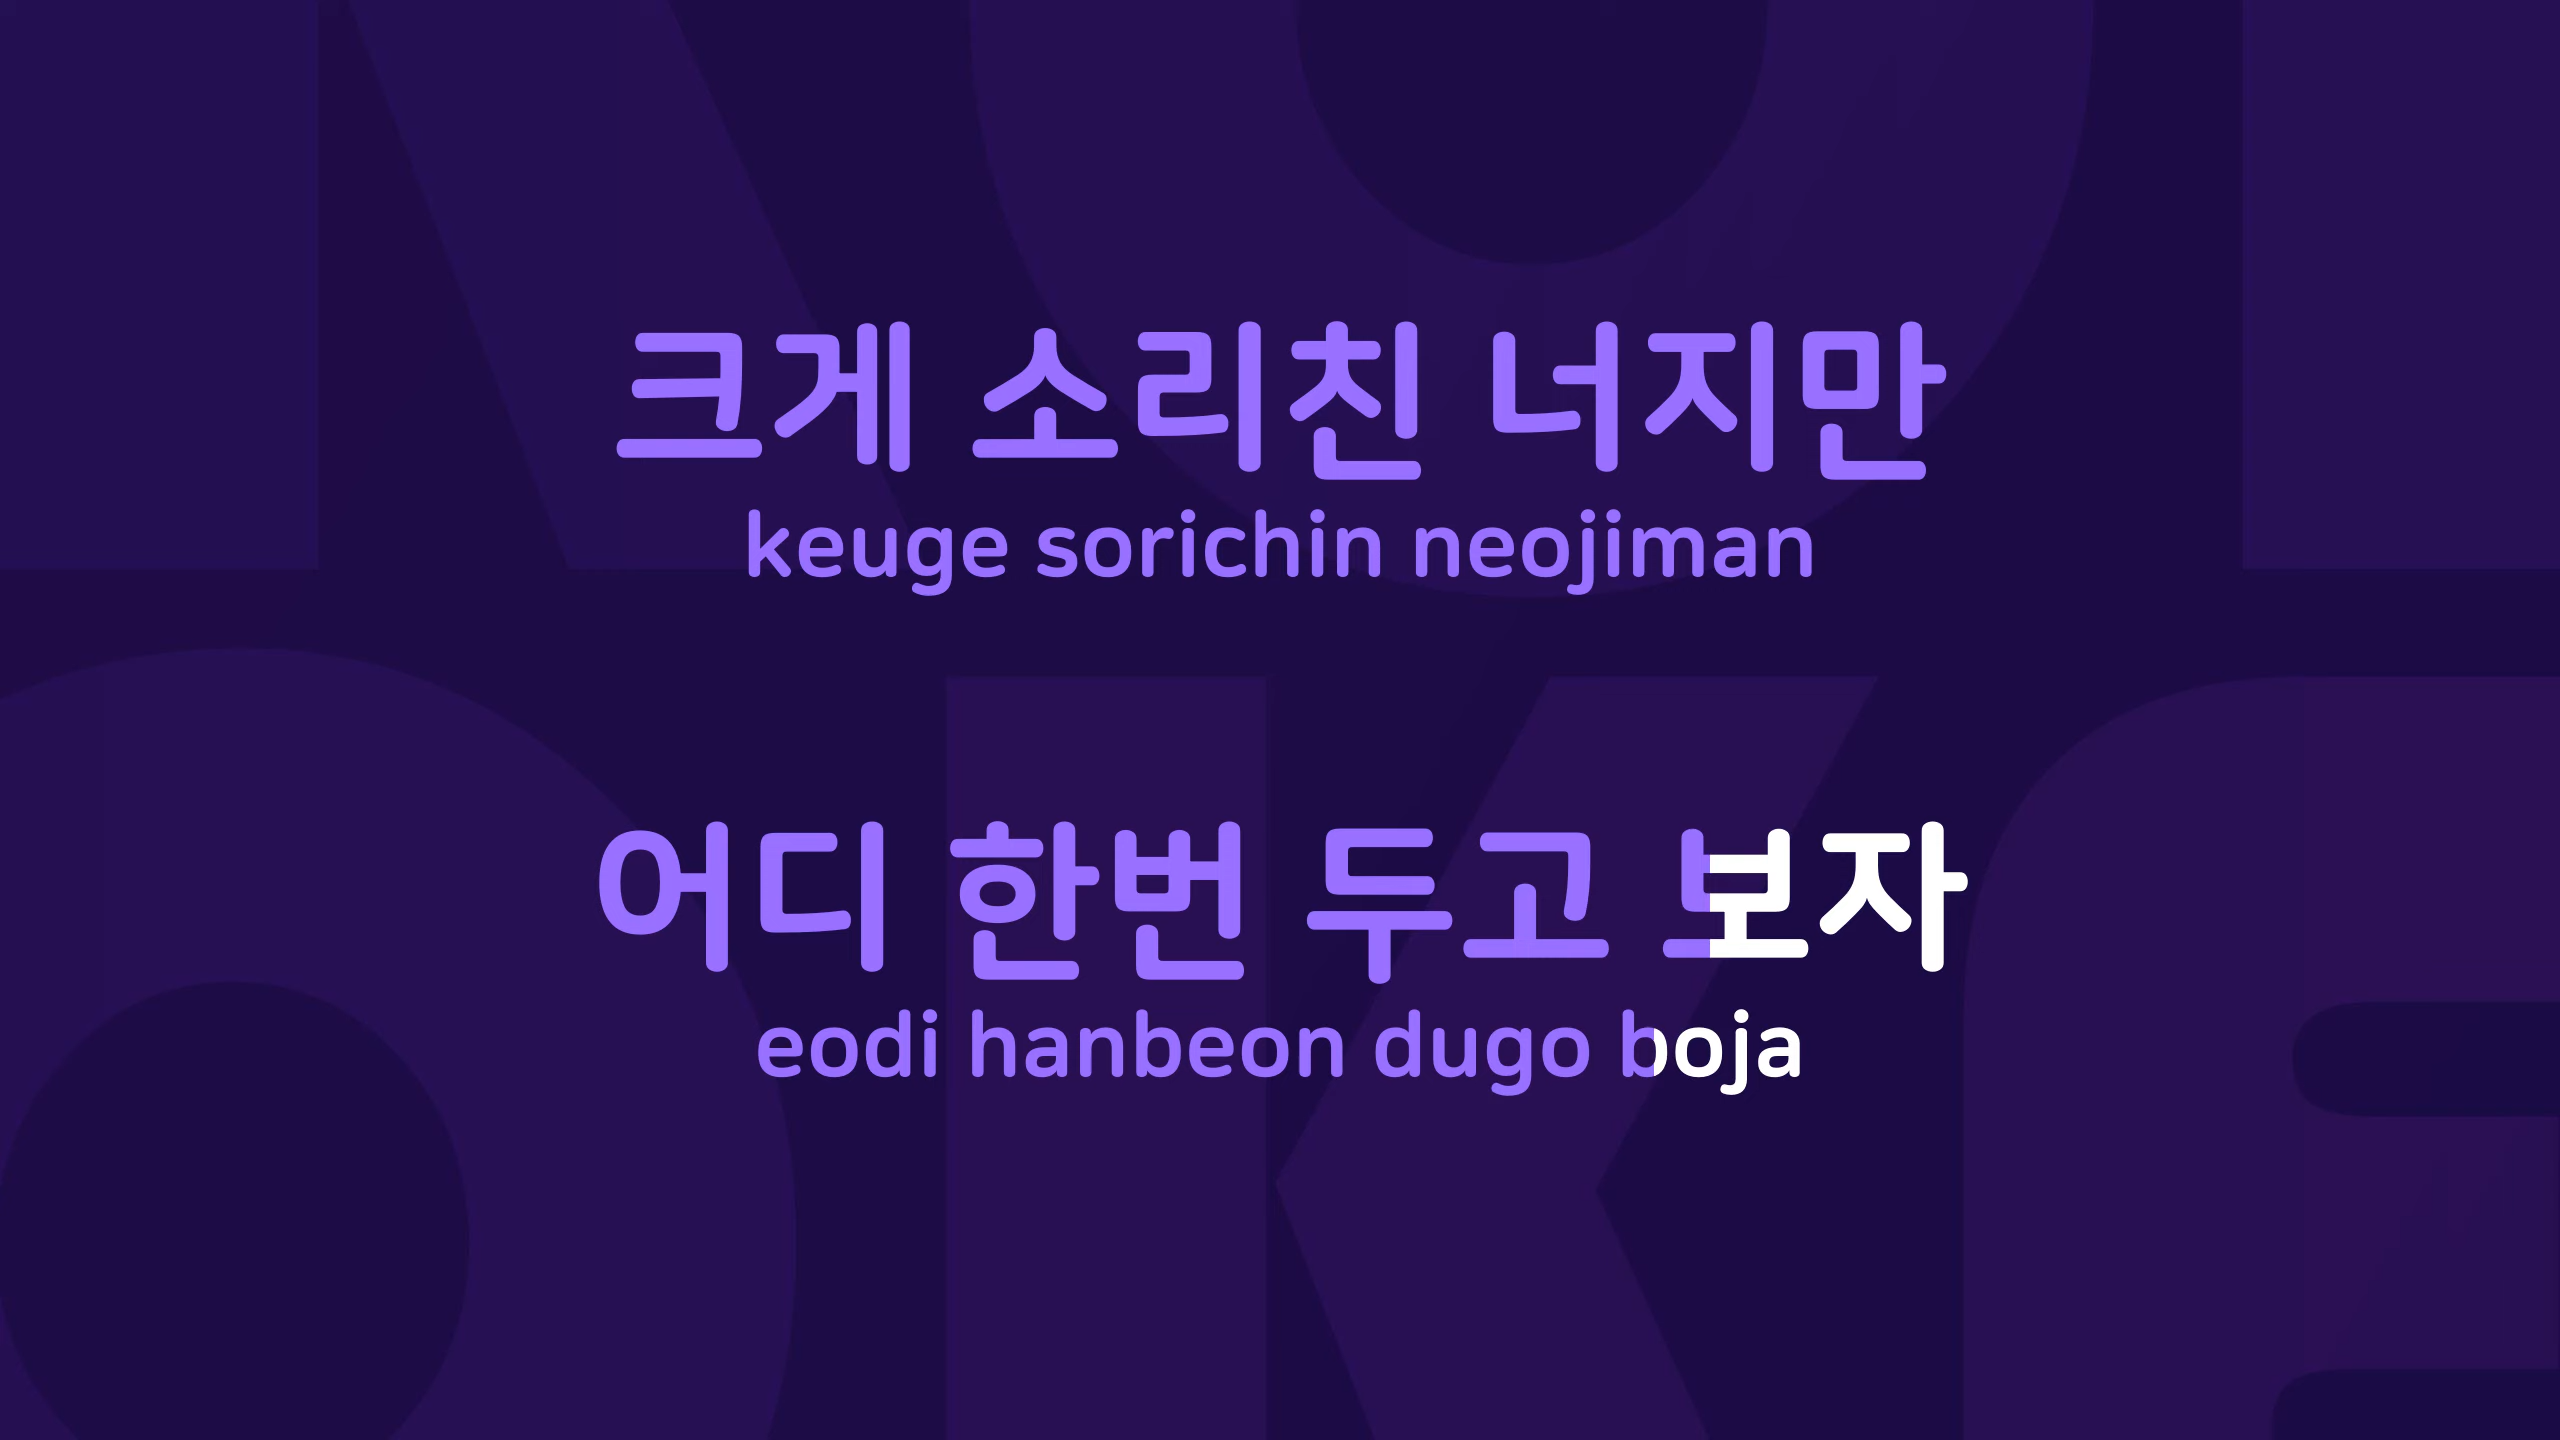 크게 소리친 너지만
keuge sorichin neojiman
어디 한번 두고 보자
eodi hanbeon dugo boja